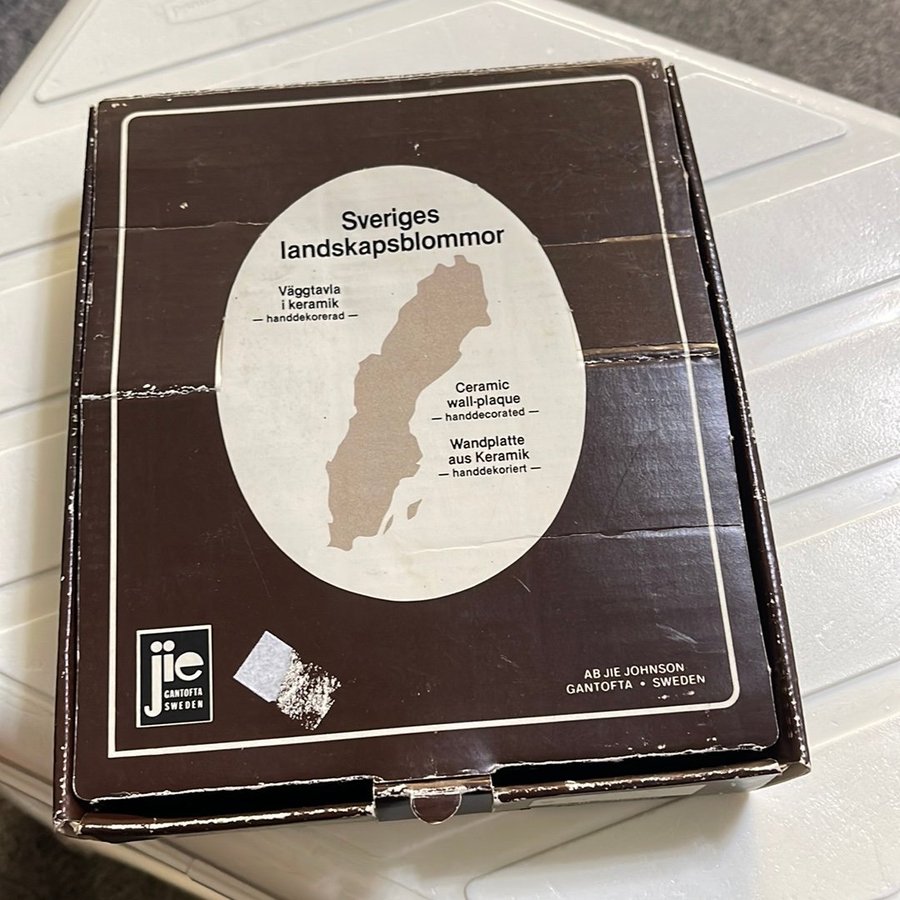 Sveriges
landskapsblommor
Väggtavla
i keramik
— handdekorerad —
Ceramic
wall-plaque
— handdecorated —
Wandplatte
aus Keramik
— handdekoriert —
jie
GANTOFTA
SWEDEN
AB JIE JOHNSON
GANTOFTA • SWEDEN